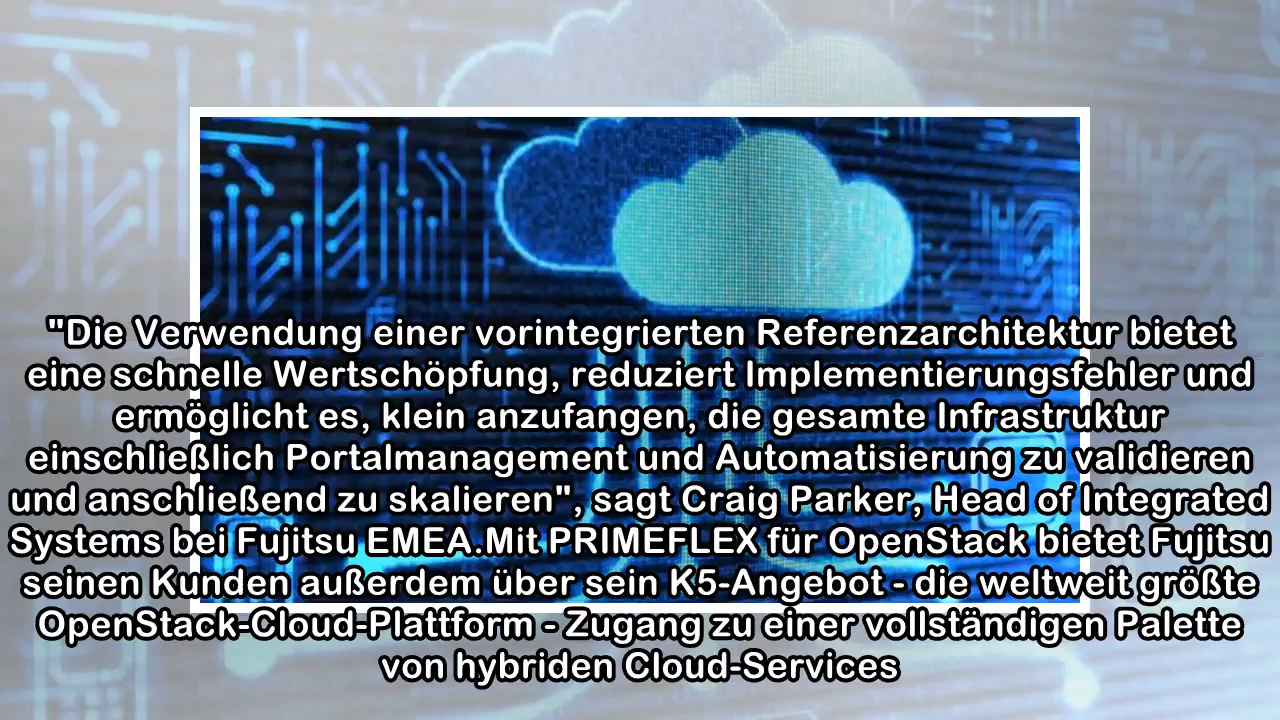 "Die Verwendung einer vorintegrierten Referenzarchitektur bietet
eine schnelle Wertschöpfung, reduziert Implementierungsfehler und
ermöglicht es, klein anzufangen, die gesamte Infrastruktur
einschließlich Portalmanagement und Automatisierung zu validieren
und anschließend zu skalieren", sagt Craig Parker, Head of Integrated
Systems bei Fujitsu EMEA.Mit PRIMEFLEX für OpenStack bietet Fujitsu
seinen Kunden außerdem über sein K5-Angebot - die weltweit größte
OpenStack-Cloud-Plattform - Zugang zu einer vollständigen Palette
von hybriden Cloud-Services